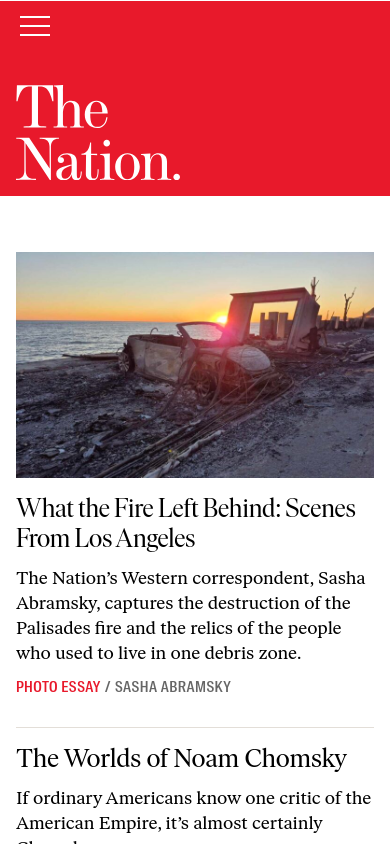 The
Nation.
What the Fire Left Behind: Scenes
From Los Angeles
The Nation’s Western correspondent, Sasha
Abramsky, captures the destruction of the
Palisades fire and the relics of the people
who used to live in one debris zone.
PHOTO ESSAY / SASHA ABRAMSKY
The Worlds of Noam Chomsky
If ordinary Americans know one critic of the
American Empire, it’s almost certainly